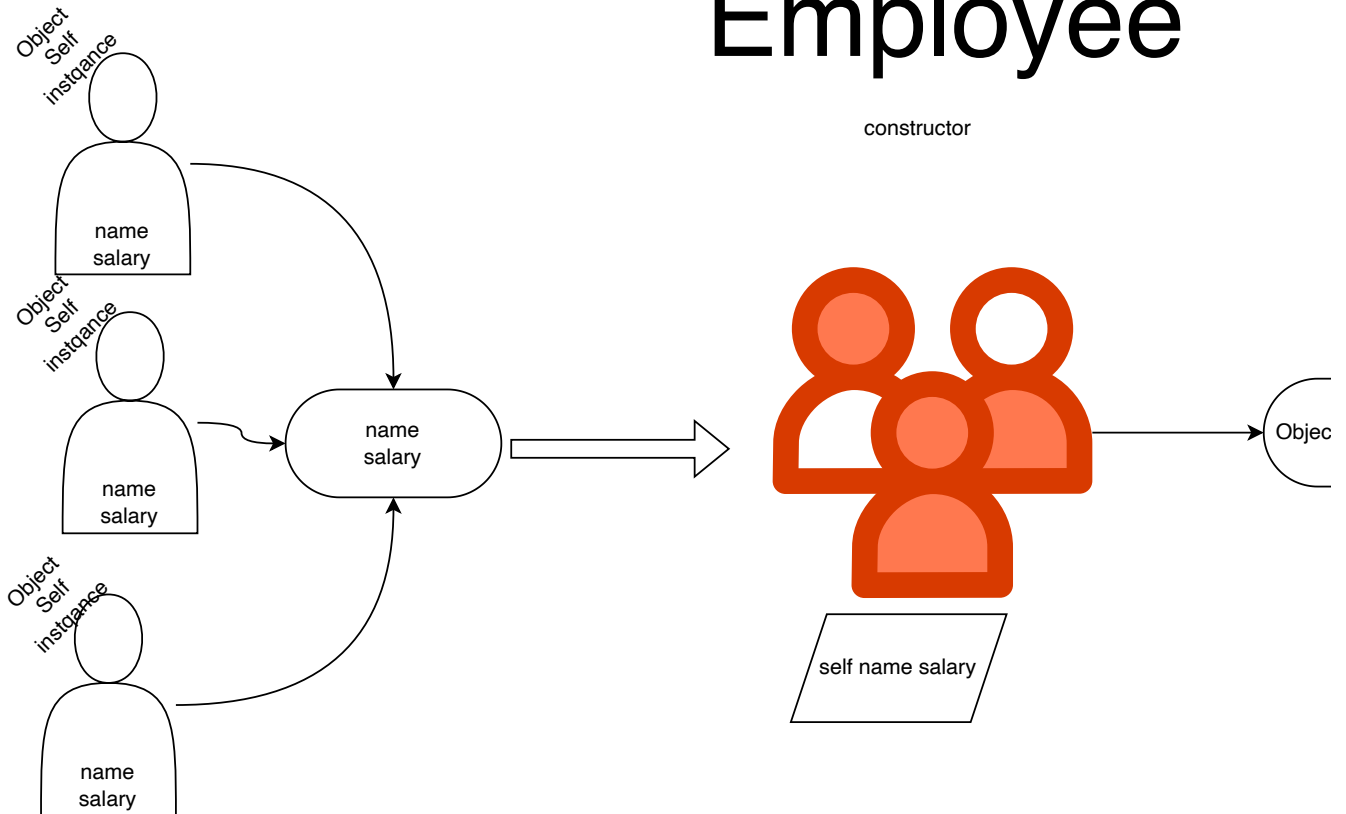 Employee
constructor
Object
Self
instqance
name
salary
Object
Self
instqance
name
salary
name
salary
Objec
Object
Self
instqance
name
salary
self name salary